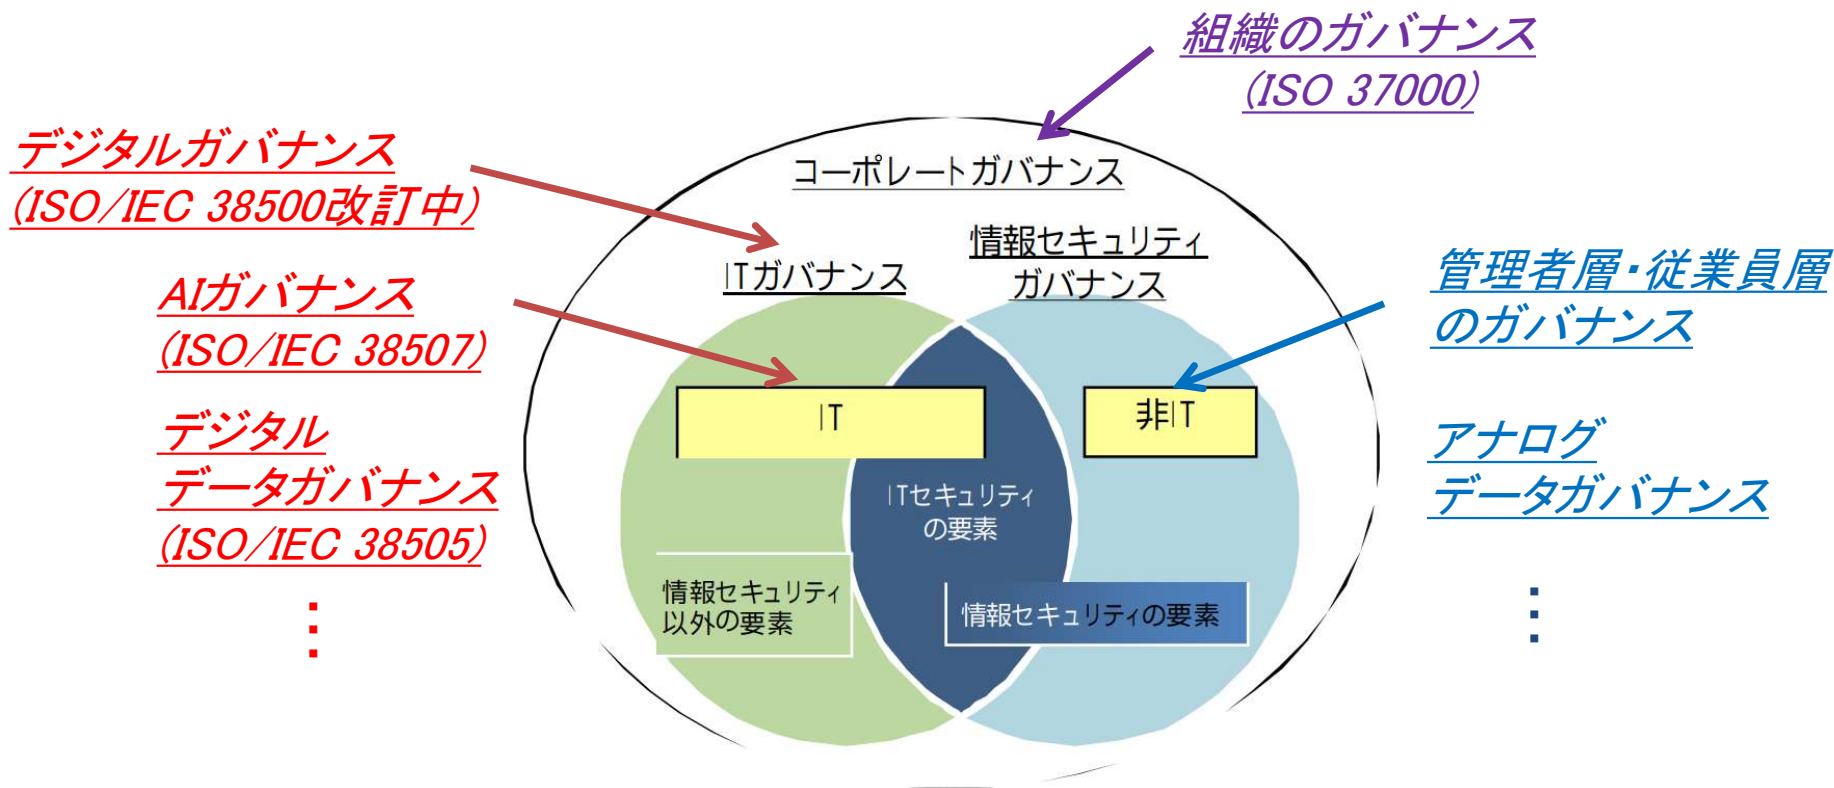 組織のガバナンス
(ISO 37000)
デジタルガバナンス
(ISO/IEC 38500改訂中)
コーポレートガバナンス
情報セキュリティ
ガバナンス
ITガバナンス
AIガバナンス
(ISO/IEC 38507)
管理者層・従業員層
のガバナンス
IT
非IT
デジタル
データガバナンス
(ISO/IEC 38505)
アナログ
データガバナンス
ITセキュリティ
の要素
情報セキュリティ
以外の要素
情報セキュリティの要素